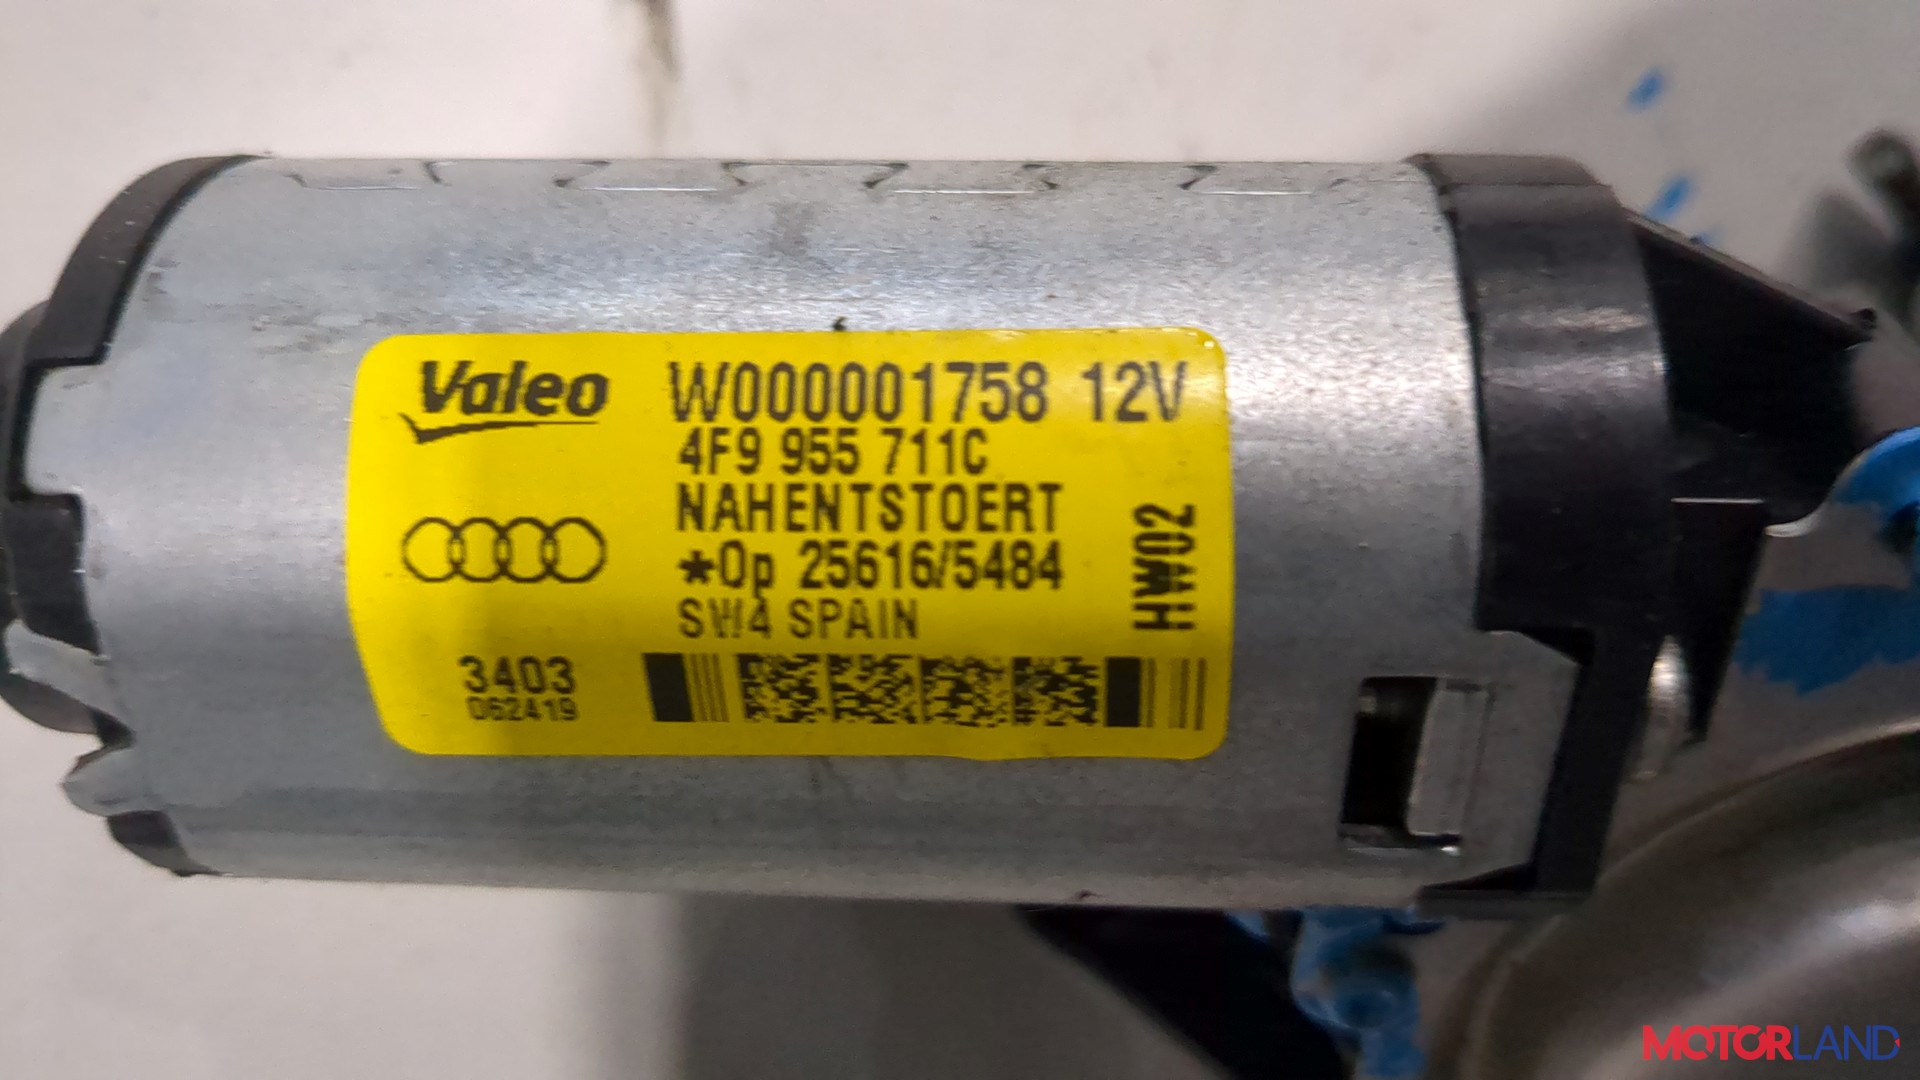 Valeo W000001758 12V
4F9 955 711C
NAHENTSTOERT
*Op 25616/5484
SW4 SPAIN
HW02
3403
062419
MOTORLAND